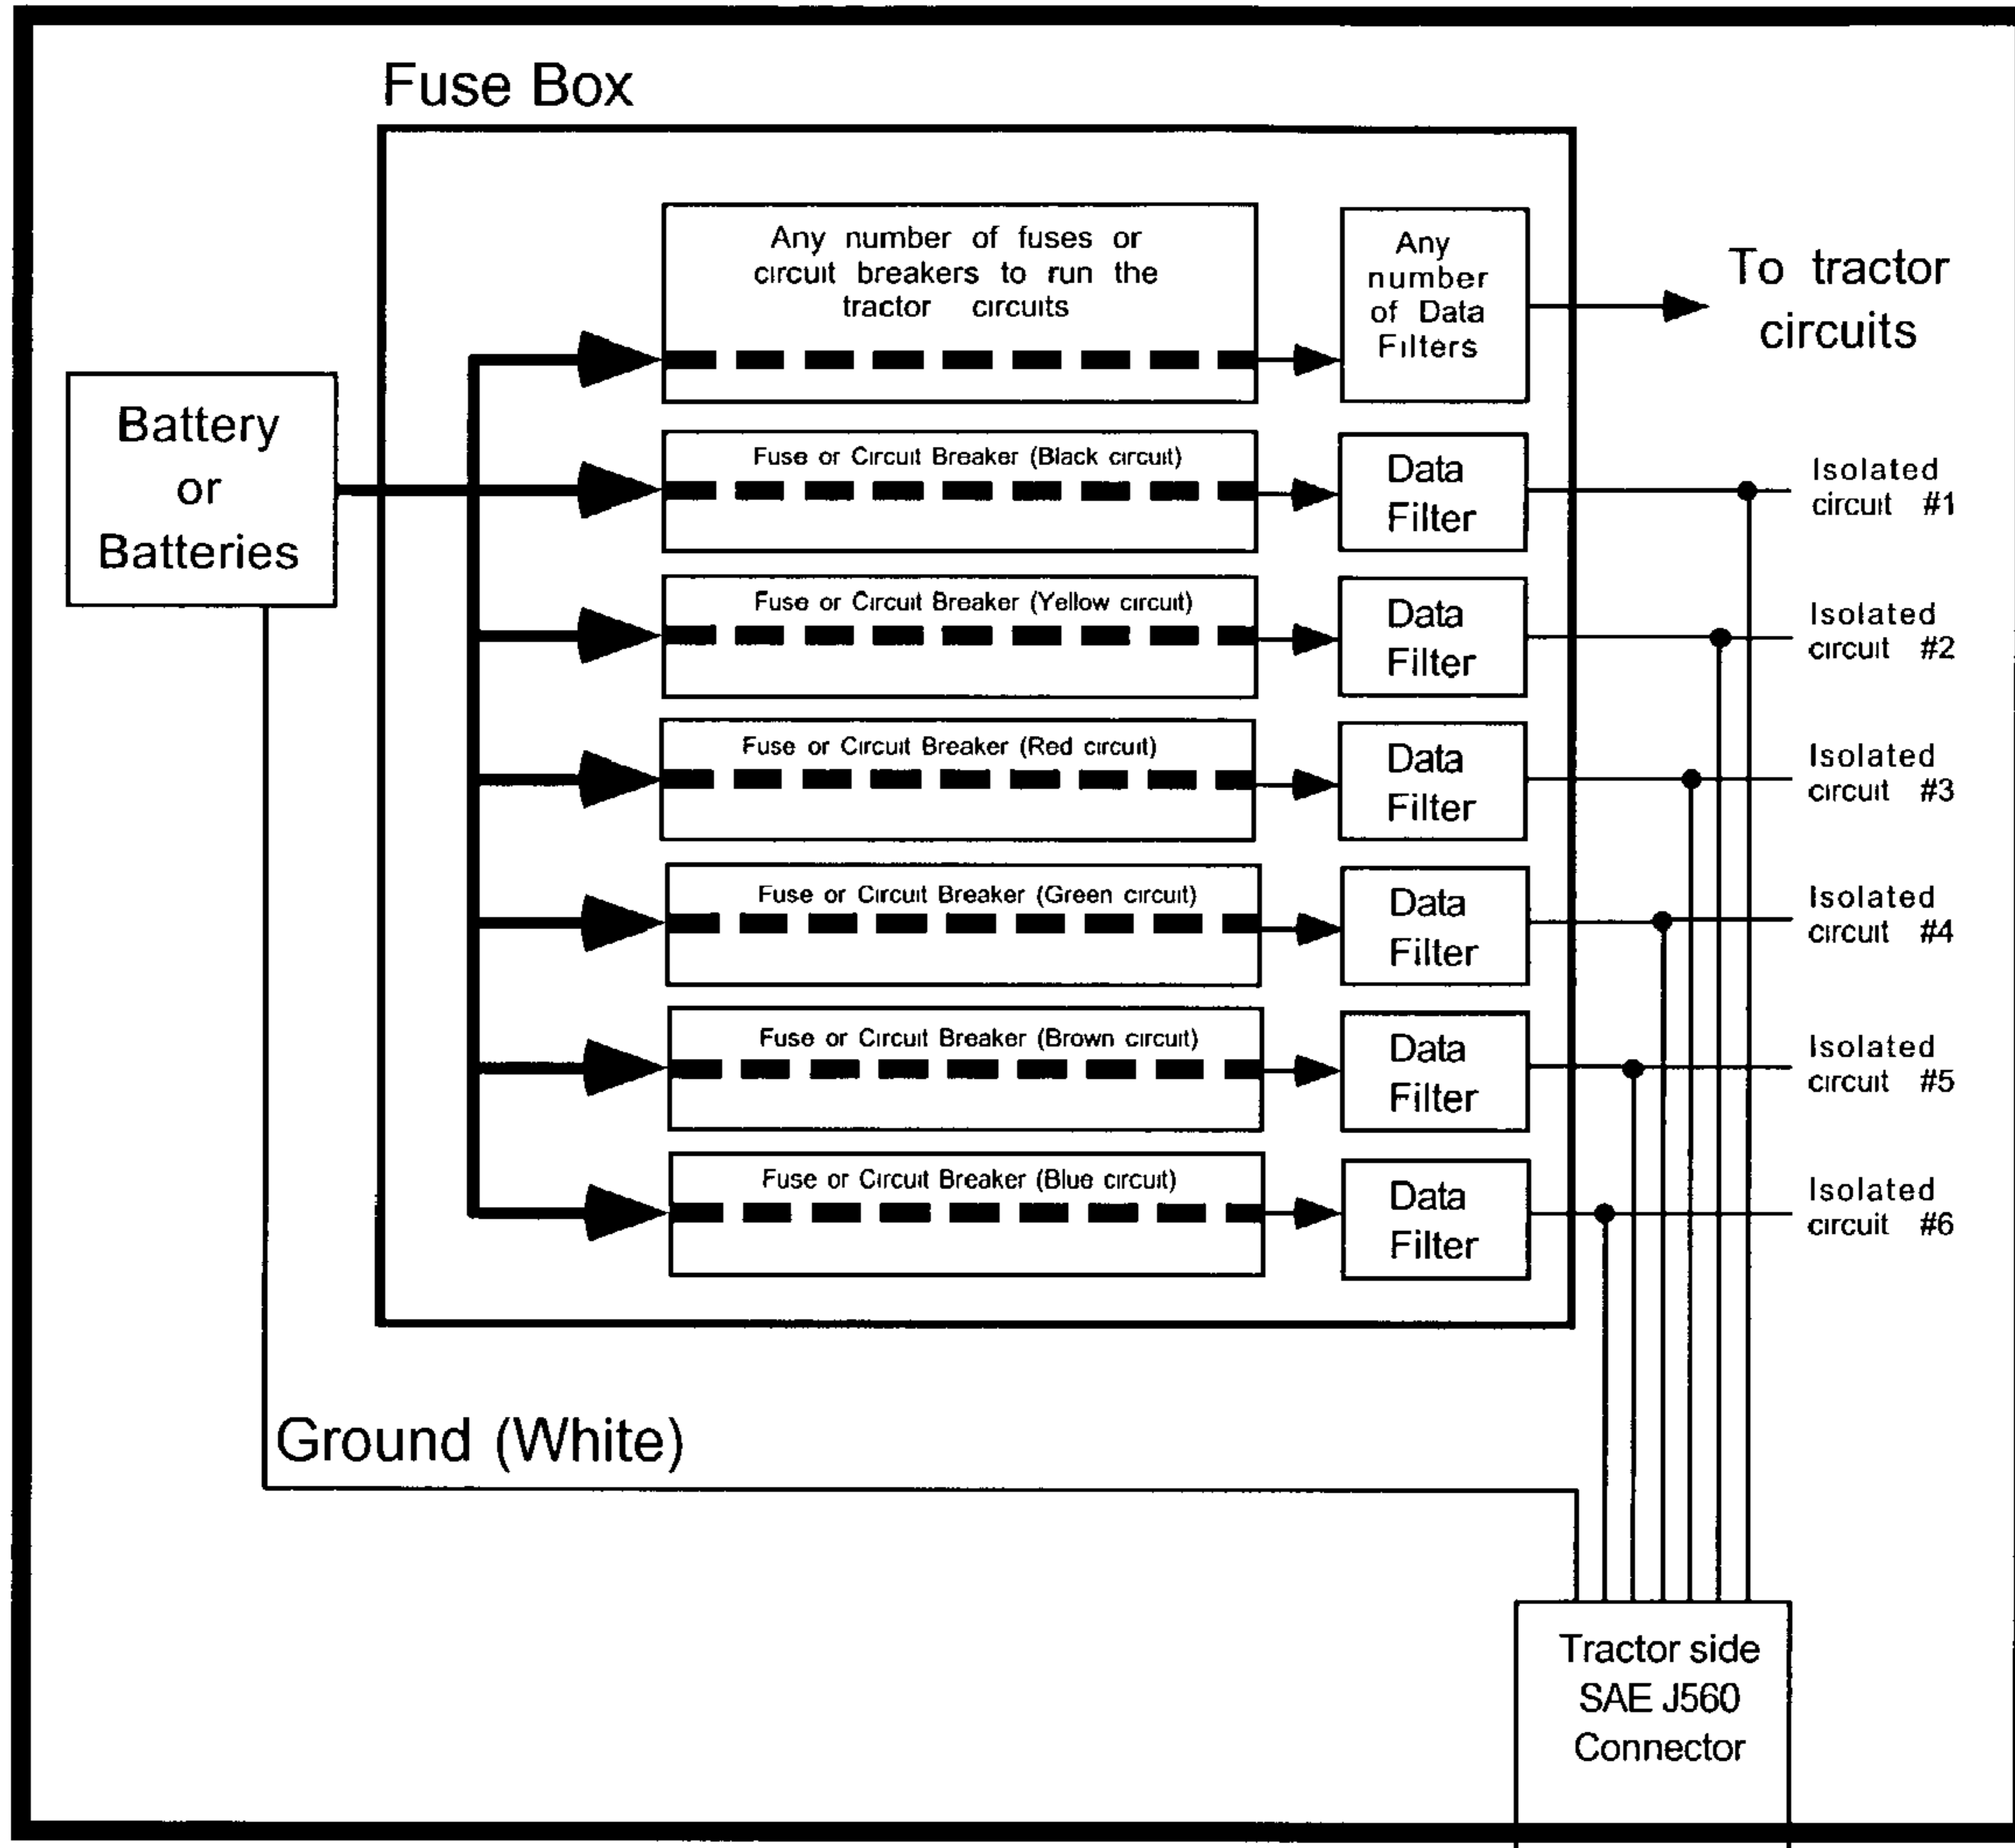 Fuse Box
Any number of fuses or
circuit breakers to run the
tractor circuits
Any
number
of Data
Filters
To tractor
circuits
Battery
or
Batteries
Fuse or Circuit Breaker (Black circuit)
Data
Filter
Isolated
circuit #1
Fuse or Circuit Breaker (Yellow circuit)
Data
Filter
Isolated
circuit #2
Fuse or Circuit Breaker (Red circuit)
Data
Filter
Isolated
circuit #3
Fuse or Circuit Breaker (Green circuit)
Data
Filter
Isolated
circuit #4
Fuse or Circuit Breaker (Brown circuit)
Data
Filter
Isolated
circuit #5
Fuse or Circuit Breaker (Blue circuit)
Data
Filter
Isolated
circuit #6
Ground (White)
Tractor side
SAE J560
Connector